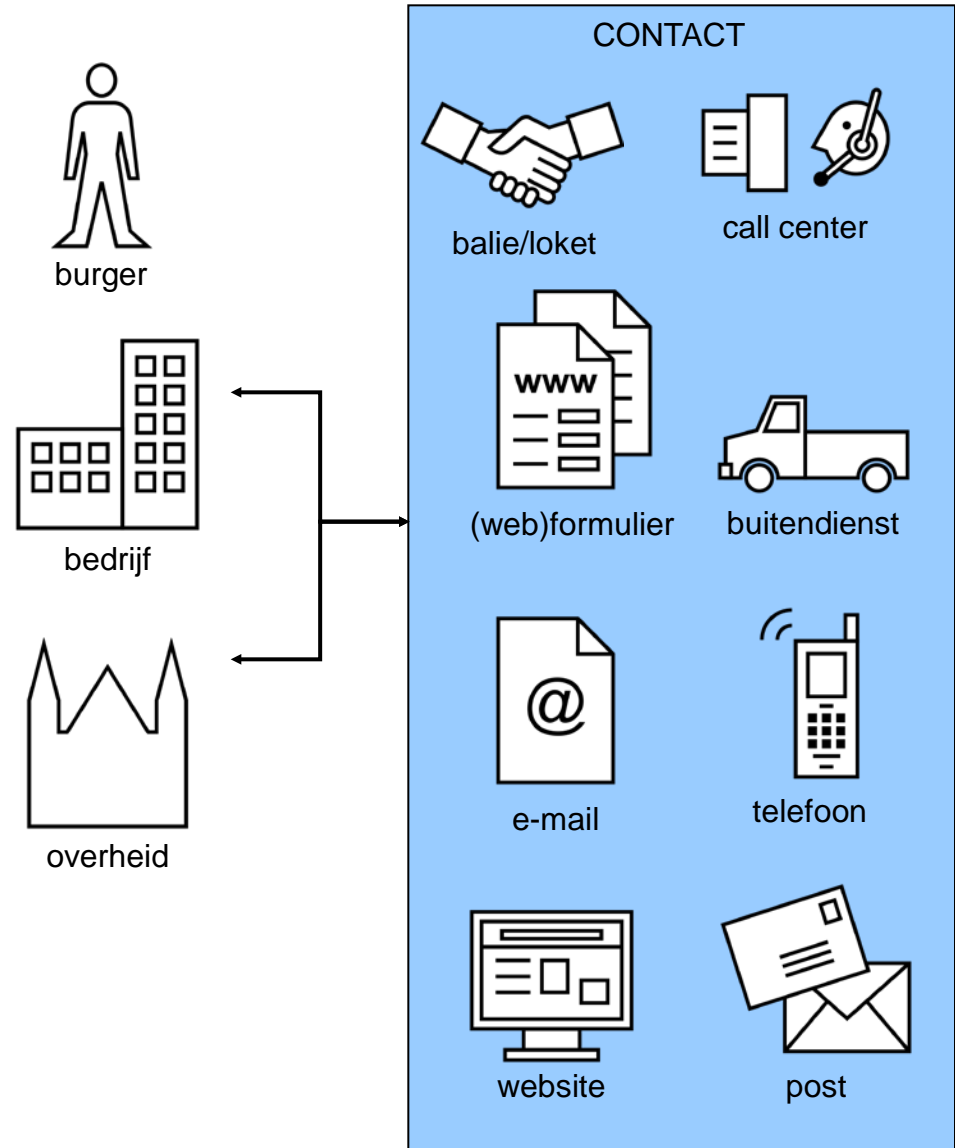 CONTACT
burger
bedrijf
overheid
balie/loket
call center
www
(web)formulier
buitendienst
@
e-mail
telefoon
website
post